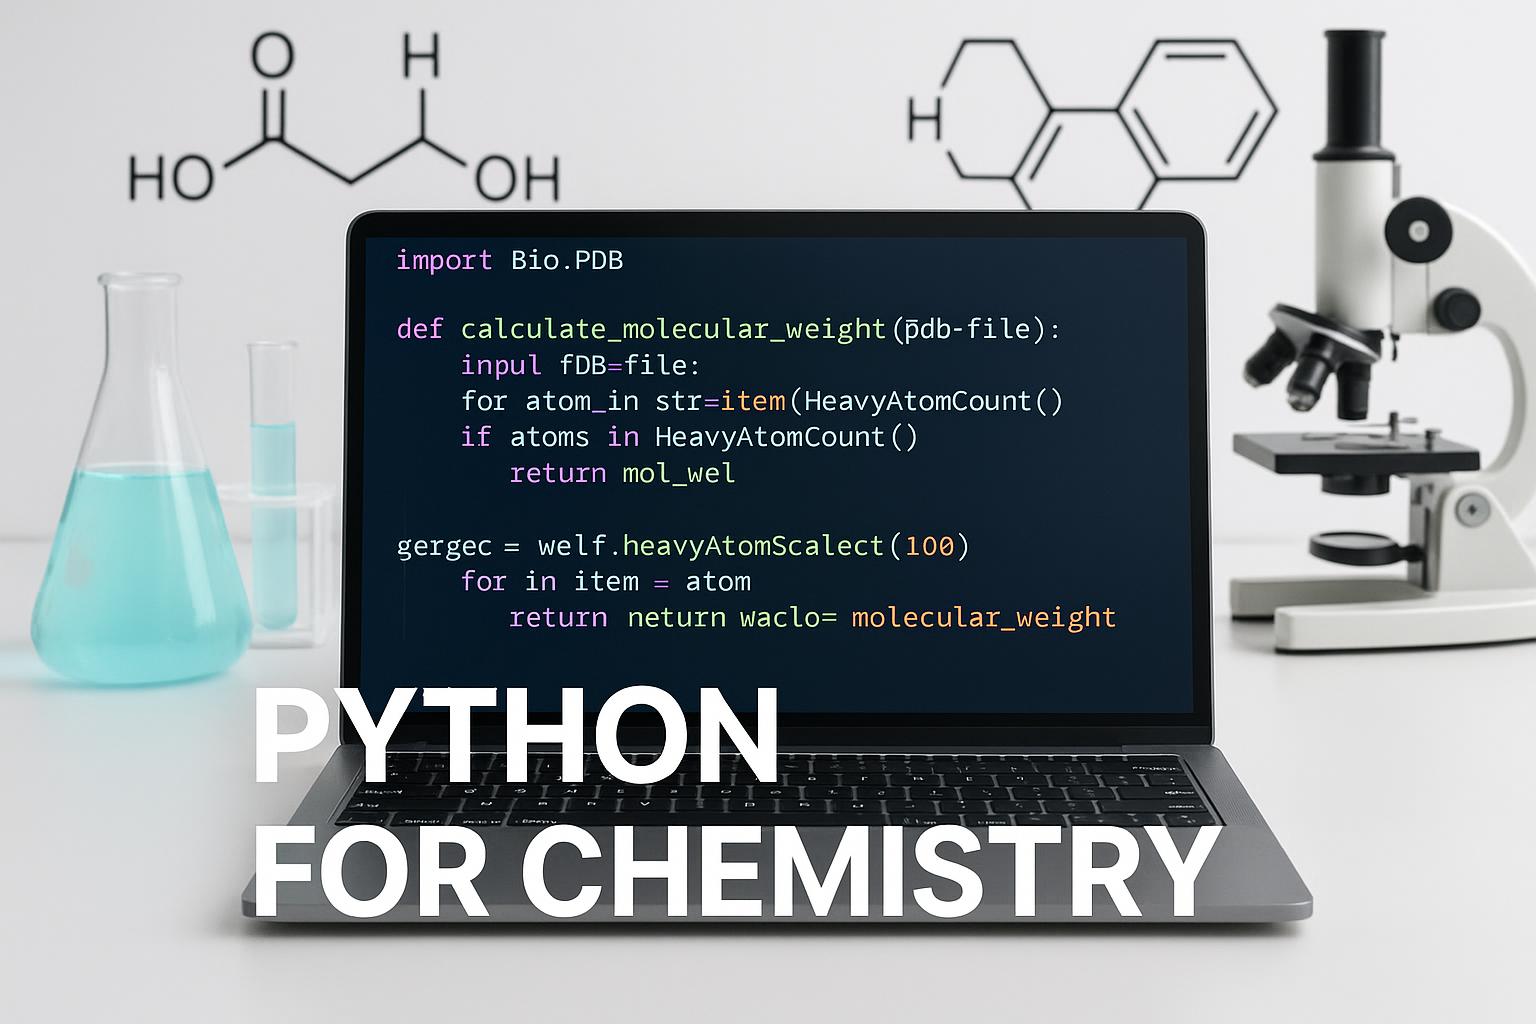 O
H
HO
OH
H
import Bio.PDB
def calculate_molecular_weight(p̄db-file):
inpul fDB=file:
for atom_in str=item(HeavyAtomCount()
if atoms in HeavyAtomCount()
return mol_wel
gergec = welf.heavyAtomScalect(100)
for in item = atom
return neturn waclo= molecular_weight
PYTHON
FOR CHEMISTRY